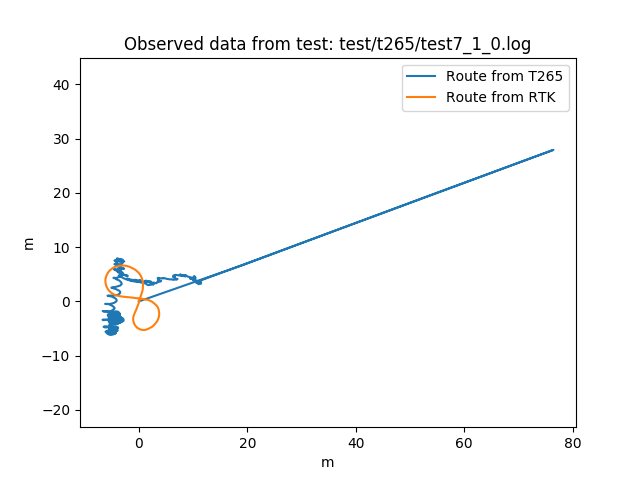 Observed data from test: test/t265/test7_1_0.log
Route from T265
Route from RTK
40
30
20
10
0
−10
−20
m
0
20
40
60
80
m